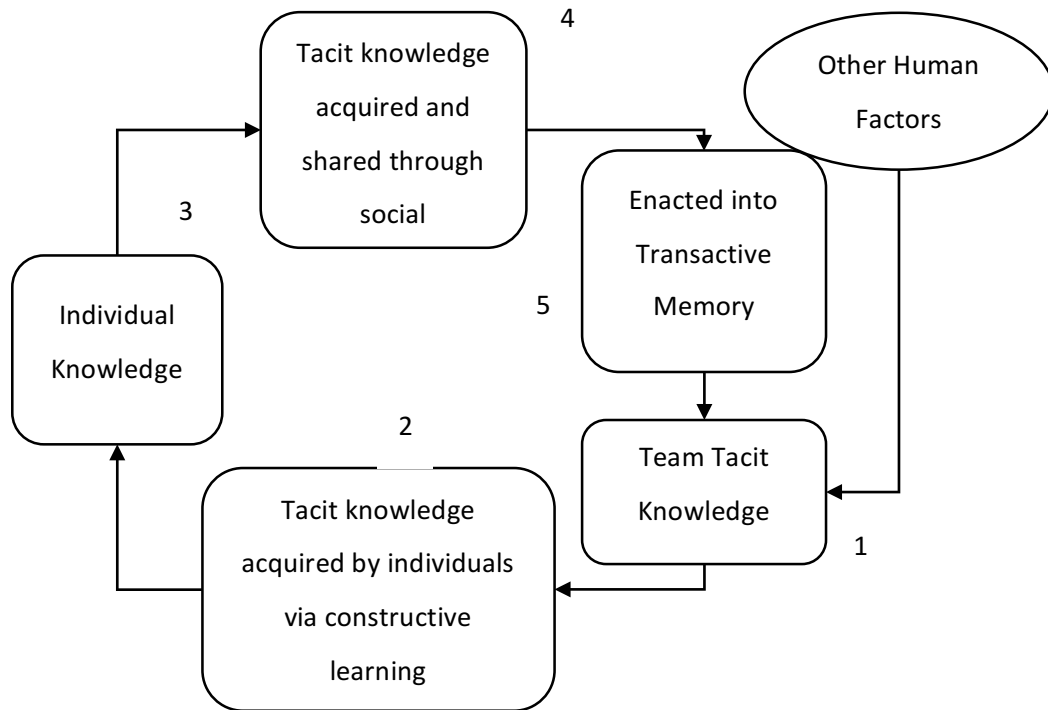 4
Tacit knowledge
acquired and
shared through
social
Other Human
Factors
3
Enacted into
Transactive
Memory
5
Individual
Knowledge
2
Team Tacit
Knowledge
1
Tacit knowledge
acquired by individuals
via constructive
learning